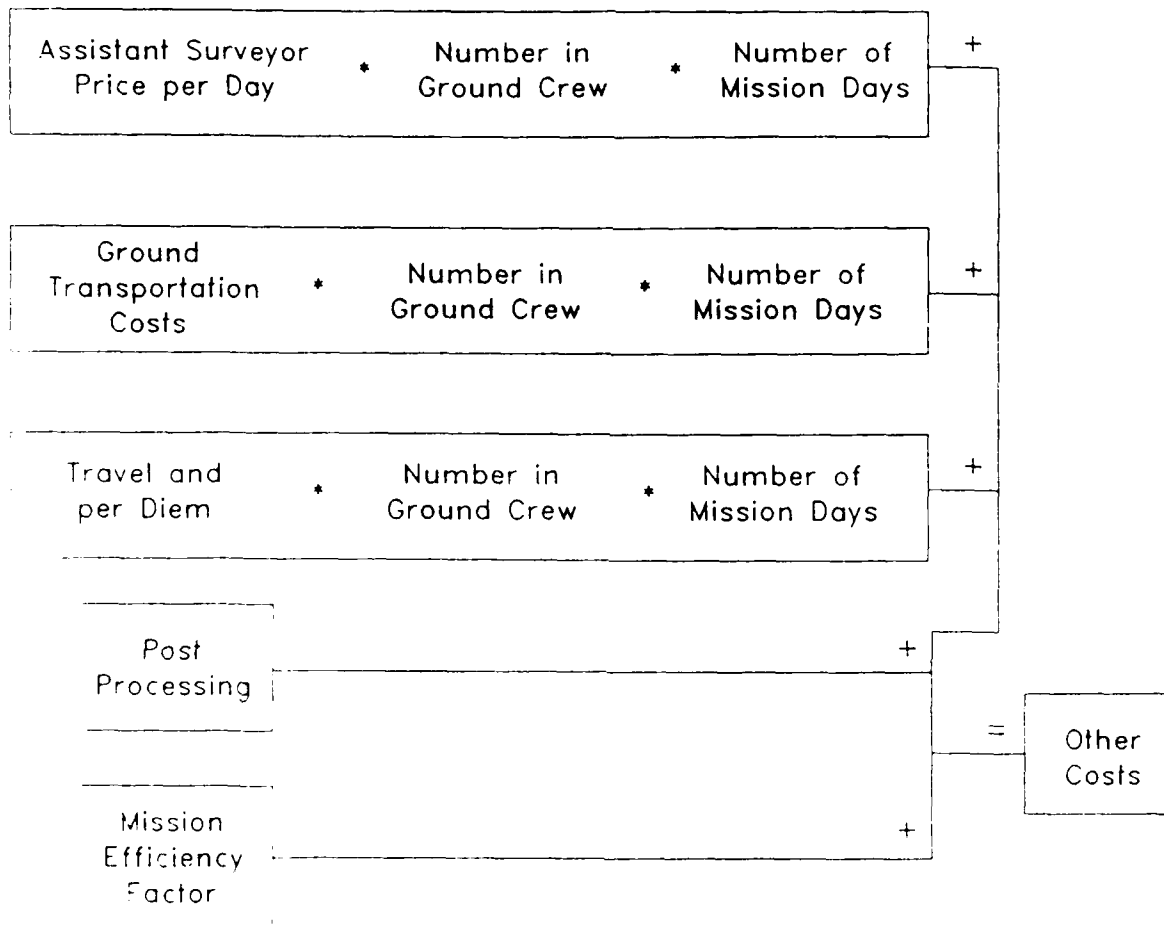 Assistant Surveyor * Number in * Number of +
Price per Day Ground Crew Mission Days
Ground
Transportation * Number in * Number of +
Costs Ground Crew Mission Days
Travel and * Number in * Number of +
per Diem Ground Crew Mission Days
Post +
Processing
= Other
Costs
Mission +
Efficiency
Factor